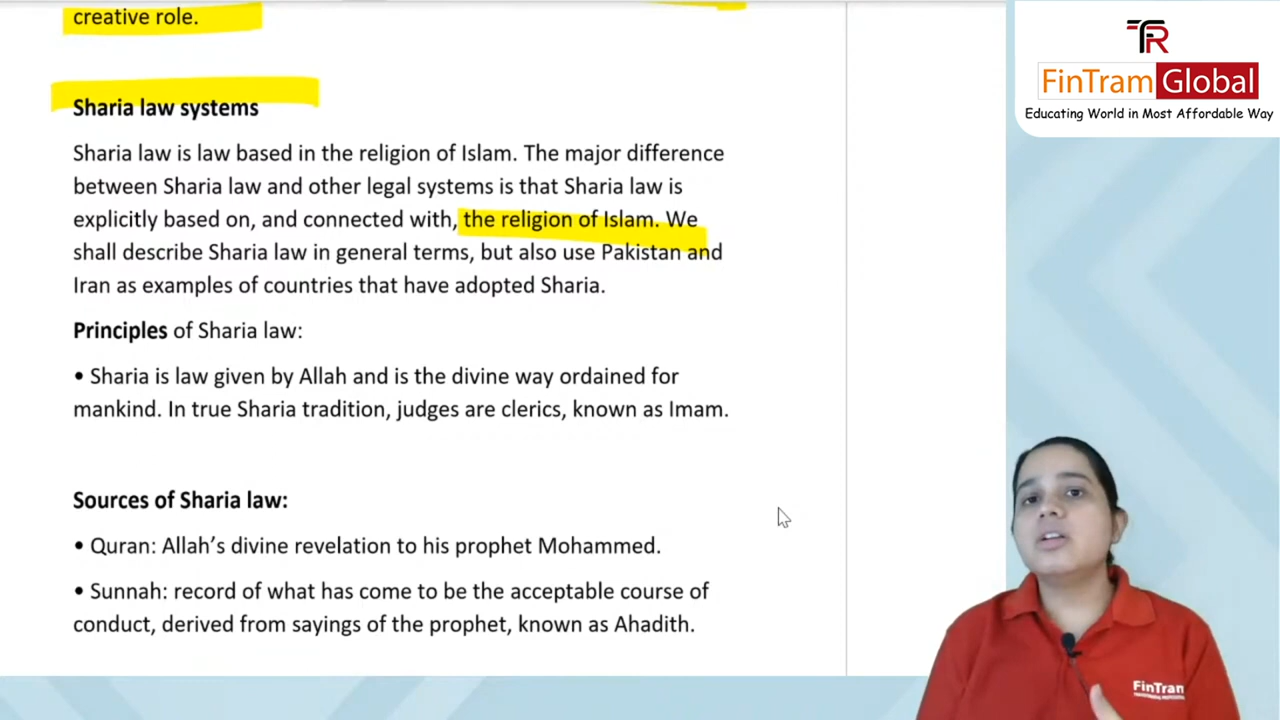 creative role.
Sharia law systems
Sharia law is law based in the religion of Islam. The major difference
between Sharia law and other legal systems is that Sharia law is
explicitly based on, and connected with, the religion of Islam. We
shall describe Sharia law in general terms, but also use Pakistan and
Iran as examples of countries that have adopted Sharia.
Principles of Sharia law:
• Sharia is law given by Allah and is the divine way ordained for
mankind. In true Sharia tradition, judges are clerics, known as Imam.
Sources of Sharia law:
• Quran: Allah’s divine revelation to his prophet Mohammed.
• Sunnah: record of what has come to be the acceptable course of
conduct, derived from sayings of the prophet, known as Ahadith.
FinTram Global
Educating World in Most Affordable Way
FinTram